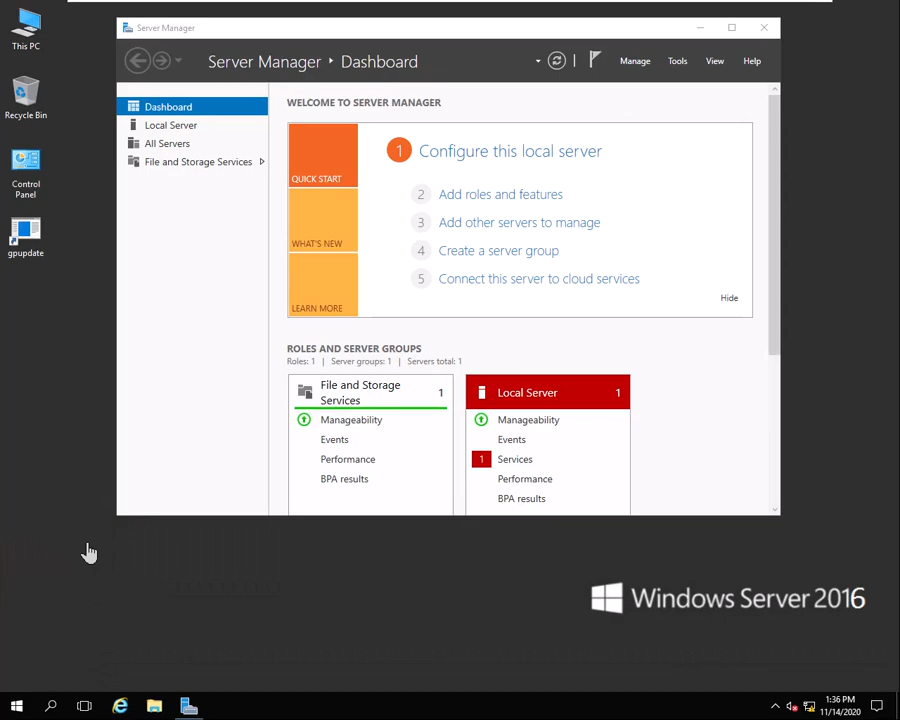 This PC
Recycle Bin
Control
Panel
gpupdate
Server Manager
Server Manager Dashboard
Manage Tools View Help
Dashboard
Local Server
All Servers
File and Storage Services
WELCOME TO SERVER MANAGER
QUICK START
WHAT'S NEW
LEARN MORE
1 Configure this local server
2 Add roles and features
3 Add other servers to manage
4 Create a server group
5 Connect this server to cloud services
Hide
ROLES AND SERVER GROUPS
Roles: 1 | Server groups: 1 | Servers total: 1
File and Storage
Services 1
Manageability
Events
Performance
BPA results
Local Server 1
Manageability
Events
1 Services
Performance
BPA results
Windows Server 2016
1:36 PM
11/14/2020